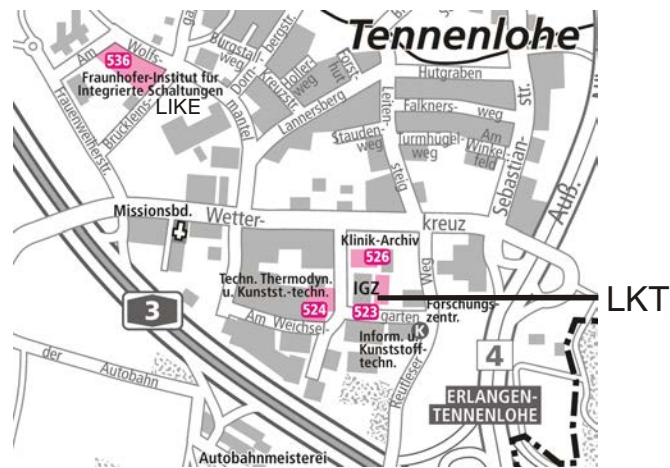 Tennenlohe
Am
Wolfs-
mantel
536
Fraunhofer-Institut für
Integrierte Schaltungen
LIKE
Brückleins-
Frauenweiherstr.
Burgstall-
weg
Dorn-
bergstr.
Kreuzstr.
Holler-
weg
Forst-
hut
Lannersberg
Hutgraben
Falkners-
weg
Leiten-
steig
Stauden-
weg
Turmhügel-
weg
Am
Winkel-
feld
Sebastian-
str.
Auß.
Missionsbd.
Wetter-
kreuz
Klinik-Archiv
526
Techn. Thermodyn.
u. Kunstst.-techn.
524
IGZ
523
LKT
Weg
Forschungs-
zentr.
Am Weichsel-
garten
K
Inform. u.
Kunststoff-
techn.
Reutleser
3
4
der
Autobahn
ERLANGEN-
TENNENLOHE
Autobahnmeisterei